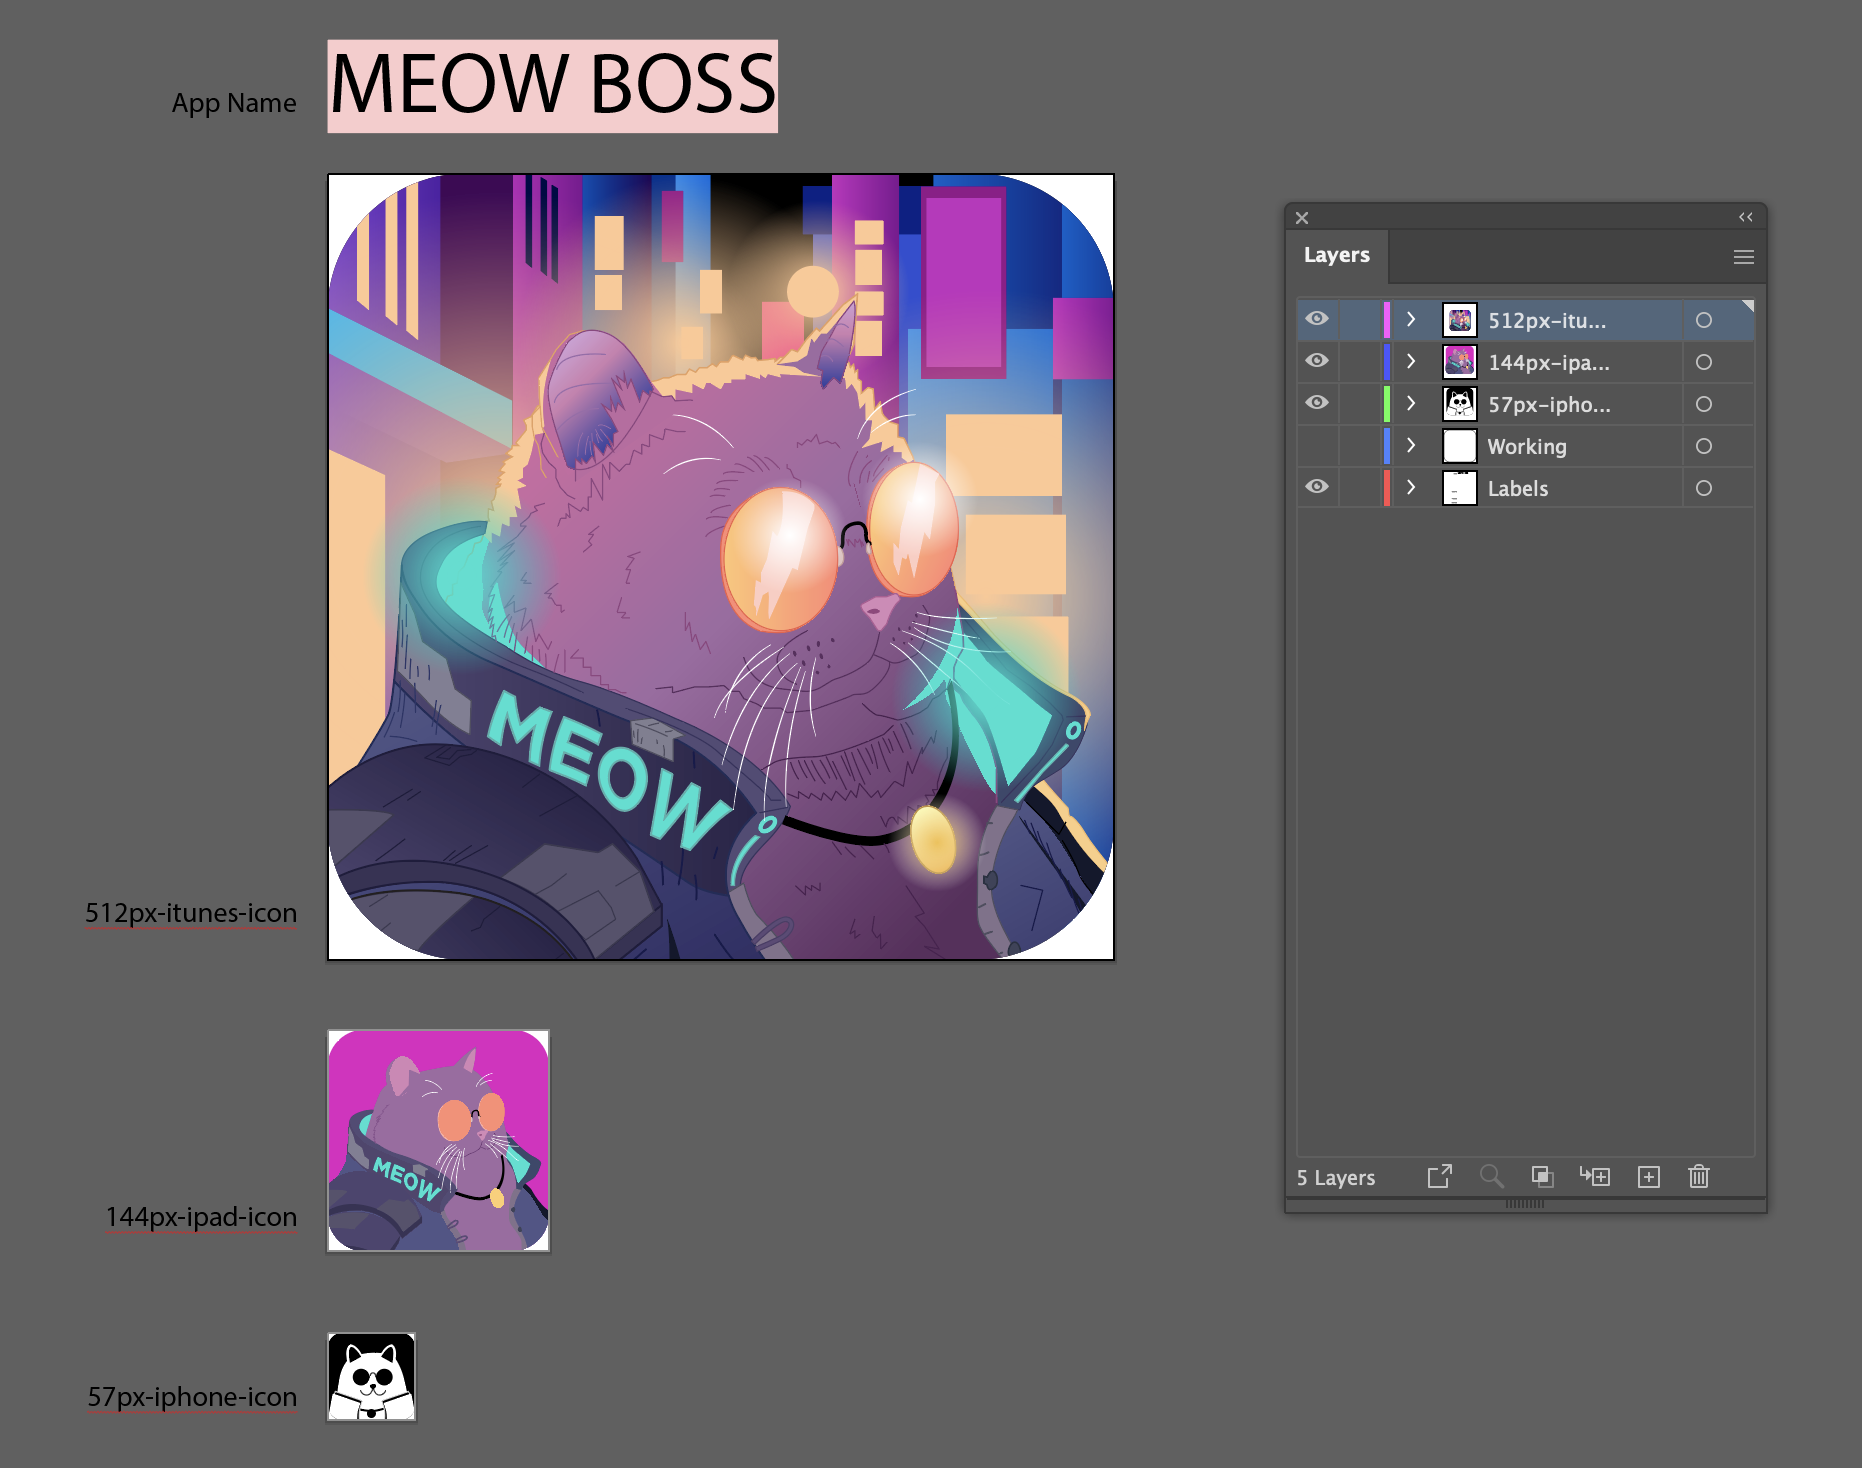 App Name
MEOW BOSS
MEOW
512px-itunes-icon
MEOW
144px-ipad-icon
57px-iphone-icon
Layers
512px-itu...
144px-ipa...
57px-ipho...
Working
Labels
5 Layers